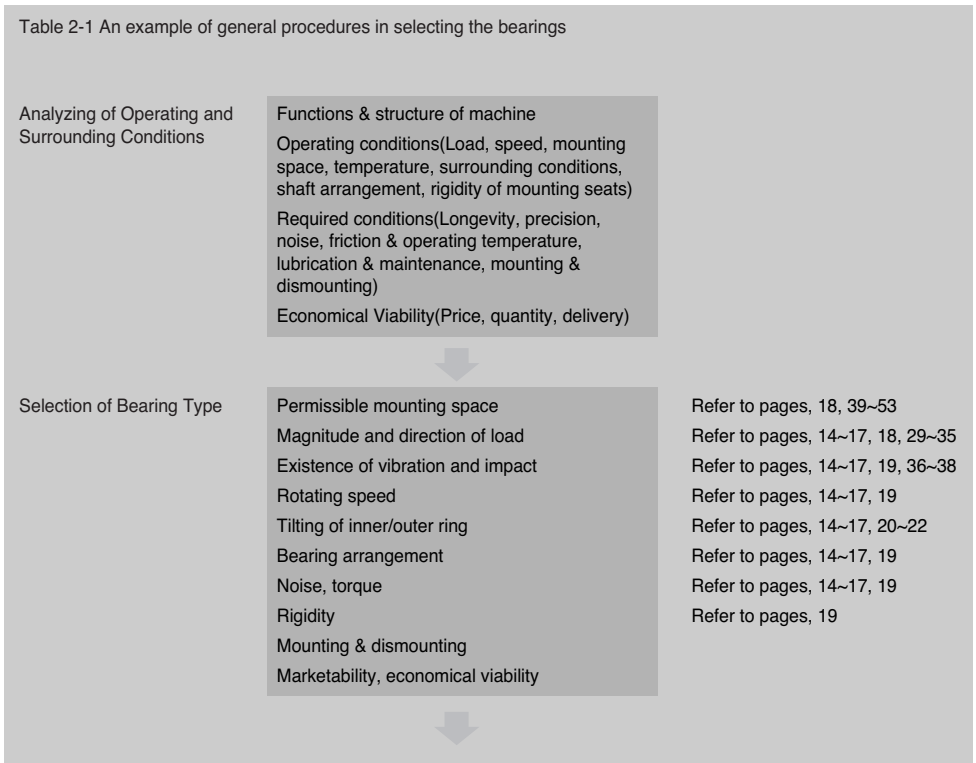 Table 2-1 An example of general procedures in selecting the bearings
Analyzing of Operating and
Surrounding Conditions
Functions & structure of machine
Operating conditions(Load, speed, mounting
space, temperature, surrounding conditions,
shaft arrangement, rigidity of mounting seats)
Required conditions(Longevity, precision,
noise, friction & operating temperature,
lubrication & maintenance, mounting &
dismounting)
Economical Viability(Price, quantity, delivery)
Selection of Bearing Type
Permissible mounting space Refer to pages, 18, 39~53
Magnitude and direction of load Refer to pages, 14~17, 18, 29~35
Existence of vibration and impact Refer to pages, 14~17, 19, 36~38
Rotating speed Refer to pages, 14~17, 19
Tilting of inner/outer ring Refer to pages, 14~17, 20~22
Bearing arrangement Refer to pages, 14~17, 19
Noise, torque Refer to pages, 14~17, 19
Rigidity Refer to pages, 19
Mounting & dismounting
Marketability, economical viability